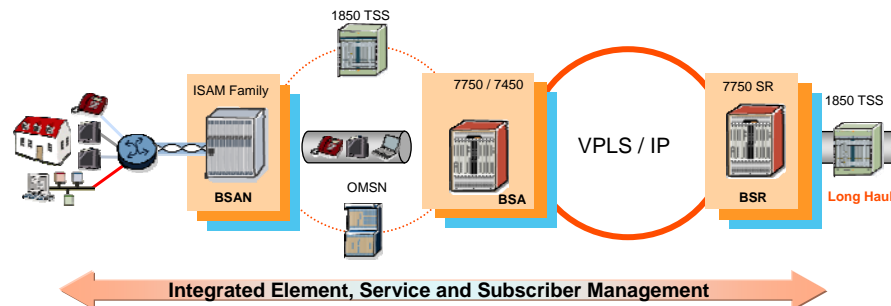 1850 TSS
ISAM Family
7750 / 7450
7750 SR
1850 TSS
VPLS / IP
OMSN
BSAN
BSA
BSR
Long Haul
Integrated Element, Service and Subscriber Management